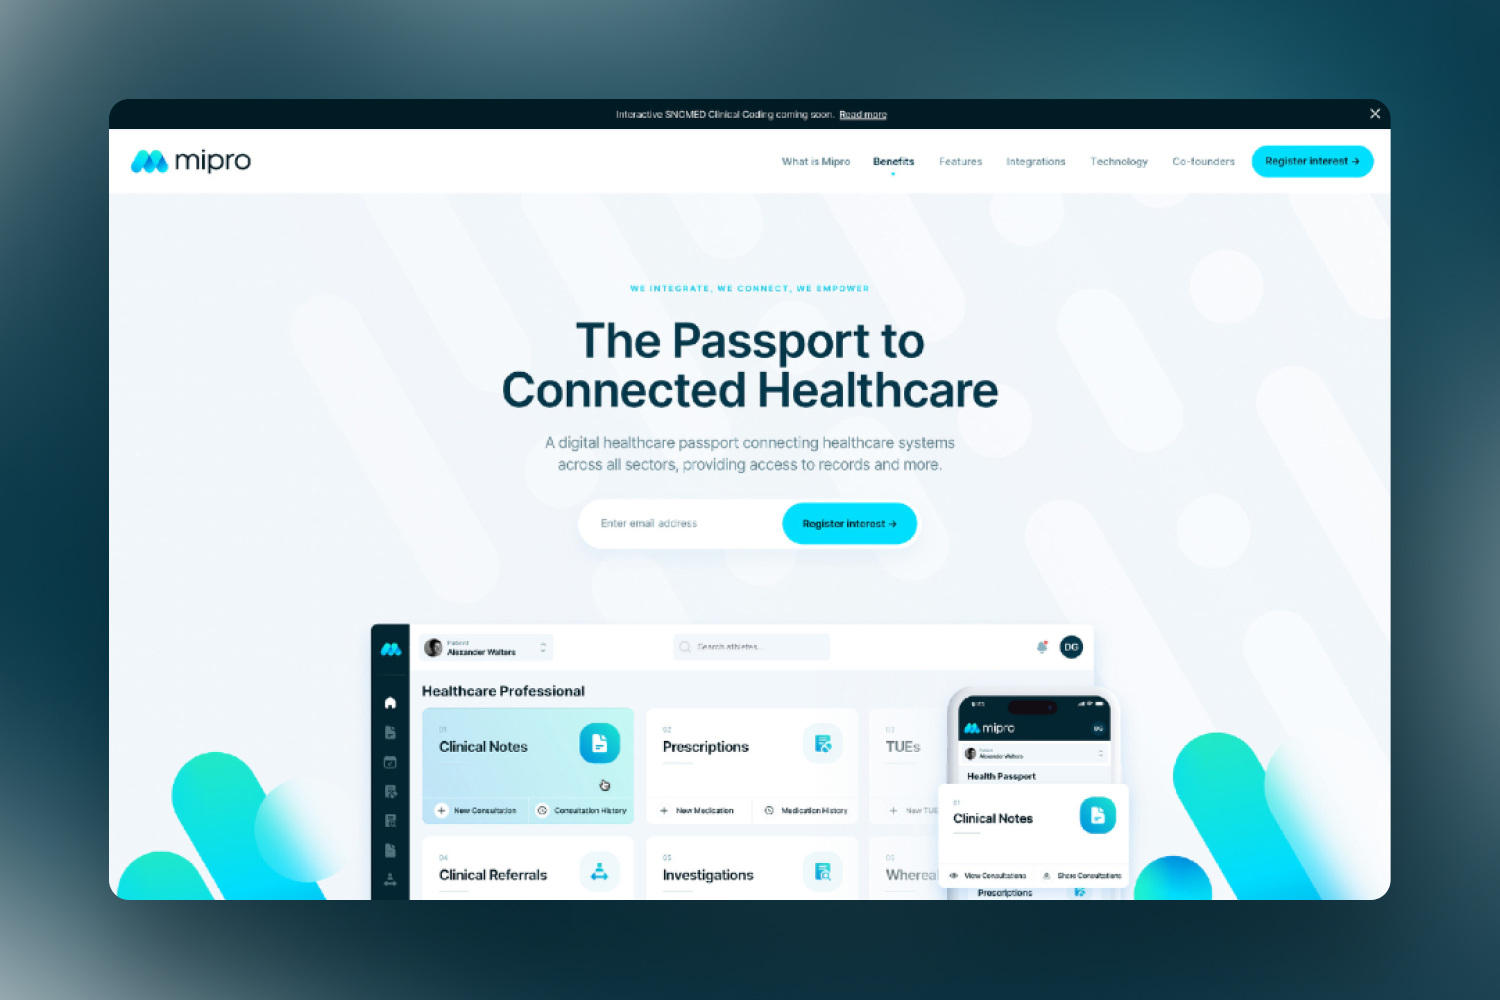 Interactive SNOMED Clinical Coding coming soon. Read more
mipro
What is Mipro
Benefits
Features
Integrations
Technology
Co-founders
Register interest →
WE INTEGRATE, WE CONNECT, WE EMPOWER
The Passport to
Connected Healthcare
A digital healthcare passport connecting healthcare systems
across all sectors, providing access to records and more.
Enter email address
Register interest →
Patient
Alexander Walters
Search athletes...
DG
Healthcare Professional
01
Clinical Notes
New Consultation
Consultation History
02
Prescriptions
New Medication
Medication History
03
TUEs
New TUE
04
Clinical Referrals
05
Investigations
Wherea
mipro
DG
Patient
Alexander Walters
Health Passport
01
Clinical Notes
View Consultations
Share Consultations
Prescriptions